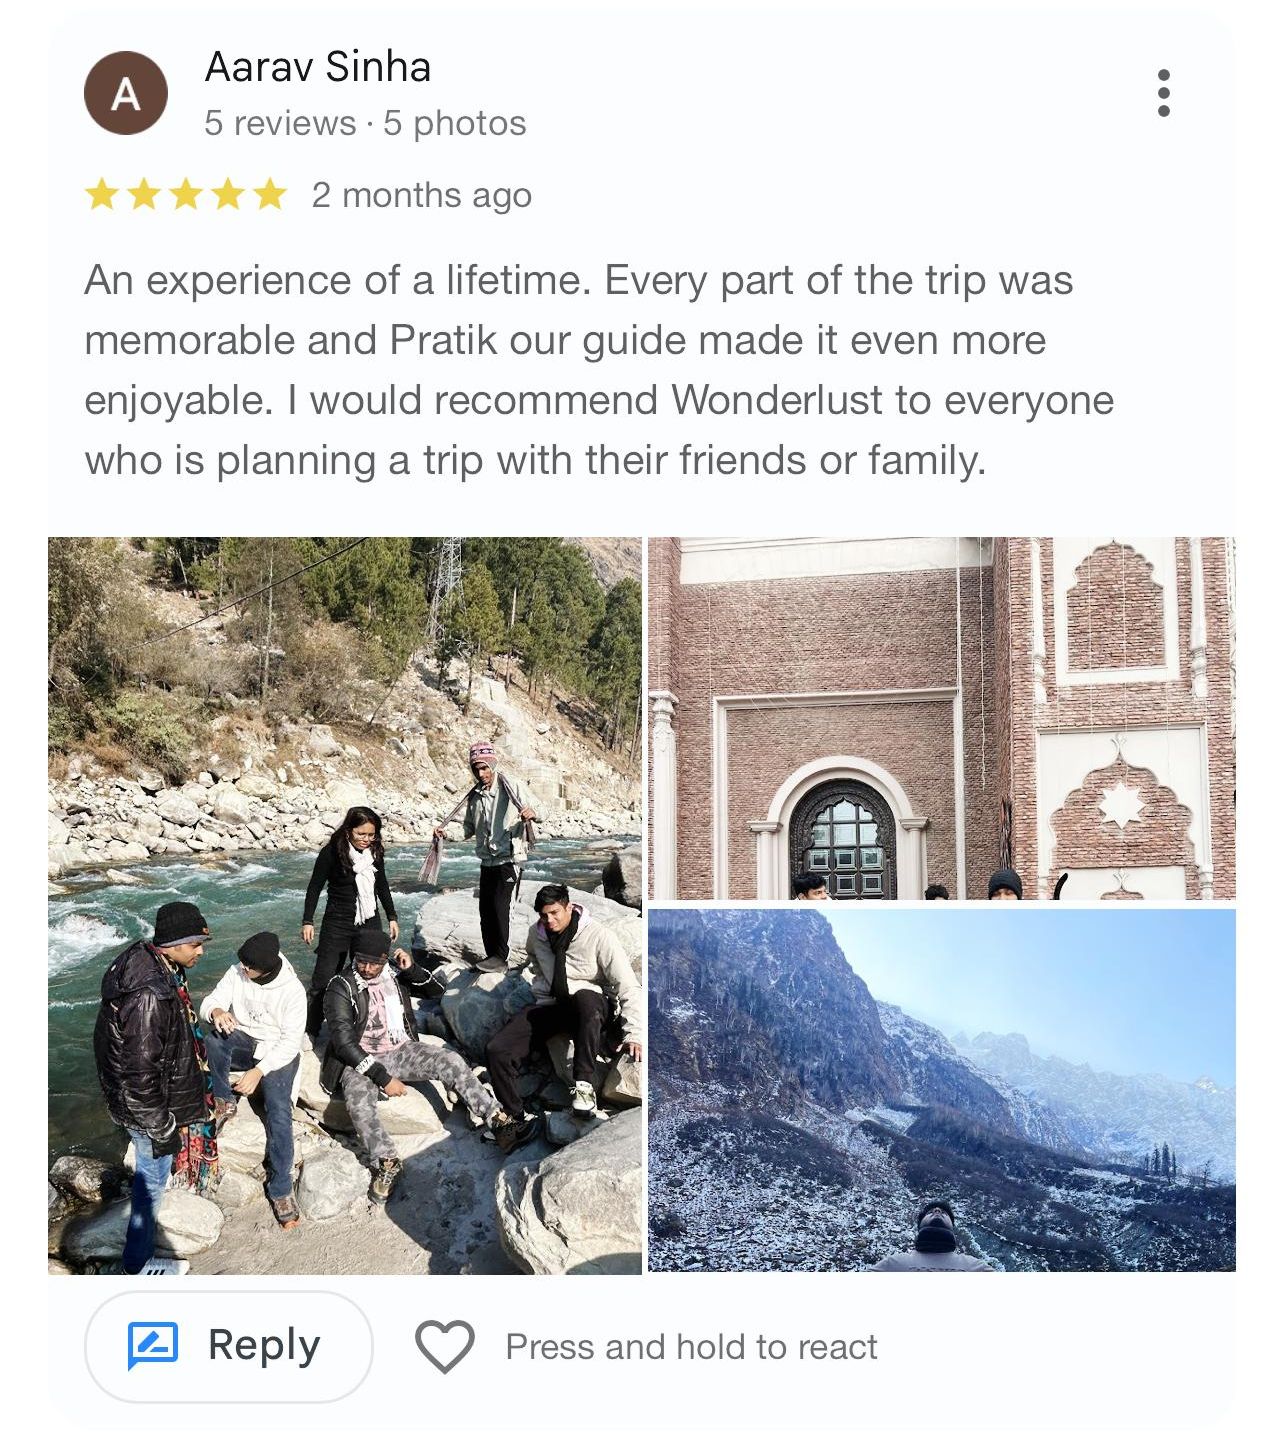 A
Aarav Sinha
5 reviews · 5 photos
2 months ago
An experience of a lifetime. Every part of the trip was
memorable and Pratik our guide made it even more
enjoyable. I would recommend Wonderlust to everyone
who is planning a trip with their friends or family.
Reply
Press and hold to react